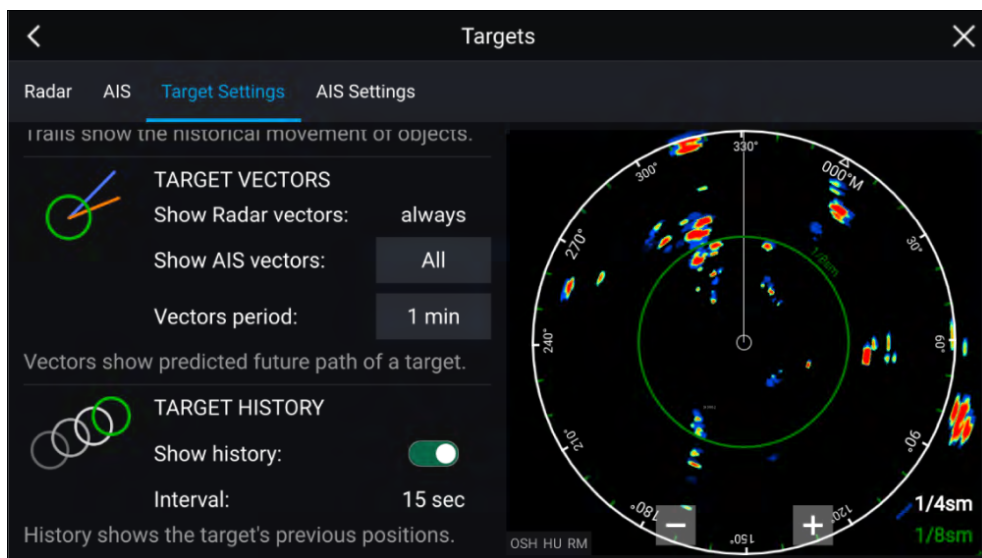 Targets
Radar AIS Target Settings AIS Settings
Trails show the historical movement of objects.
TARGET VECTORS
Show Radar vectors: always
Show AIS vectors: All
Vectors period: 1 min
Vectors show predicted future path of a target.
TARGET HISTORY
Show history:
Interval: 15 sec
History shows the target's previous positions.
330°
000°M
30°
60°
90°
120°
150°
180°
210°
240°
270°
300°
1/8sm
1/4sm
1/8sm
OSH HU RM